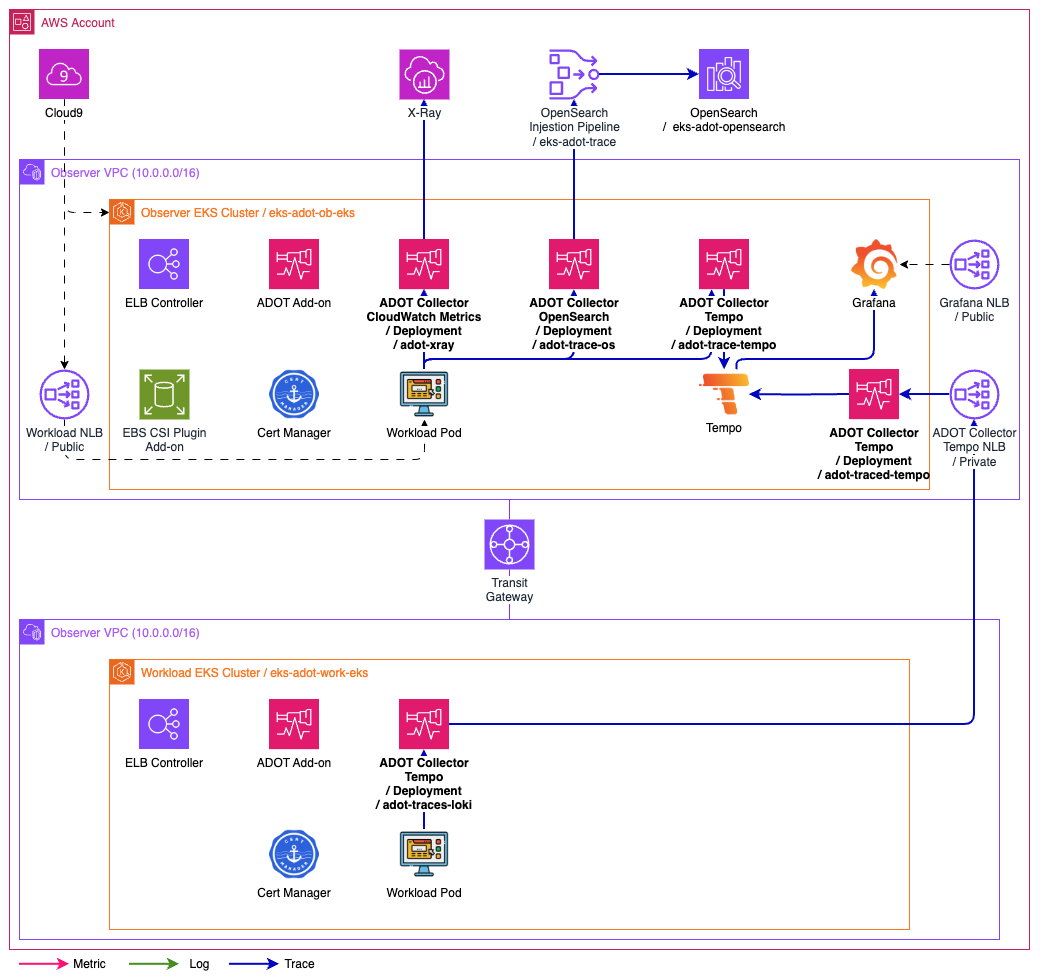 AWS Account
9
Cloud9
X-Ray
OpenSearch
Injestion Pipeline
/ eks-adot-trace
OpenSearch
/ eks-adot-opensearch
Observer VPC (10.0.0.0/16)
Observer EKS Cluster / eks-adot-ob-eks
ELB Controller
ADOT Add-on
ADOT Collector
CloudWatch Metrics
/ Deployment
/ adot-xray
ADOT Collector
OpenSearch
/ Deployment
/ adot-trace-os
ADOT Collector
Tempo
/ Deployment
/ adot-trace-tempo
Grafana
Grafana NLB
/ Public
Workload NLB
/ Public
EBS CSI Plugin
Add-on
CERT
MANAGER
Cert Manager
Workload Pod
Tempo
ADOT Collector
Tempo
/ Deployment
/ adot-traced-tempo
ADOT Collector
Tempo NLB
/ Private
Transit
Gateway
Observer VPC (10.0.0.0/16)
Workload EKS Cluster / eks-adot-work-eks
ELB Controller
ADOT Add-on
ADOT Collector
Tempo
/ Deployment
/ adot-traces-loki
CERT
MANAGER
Cert Manager
Workload Pod
Metric
Log
Trace